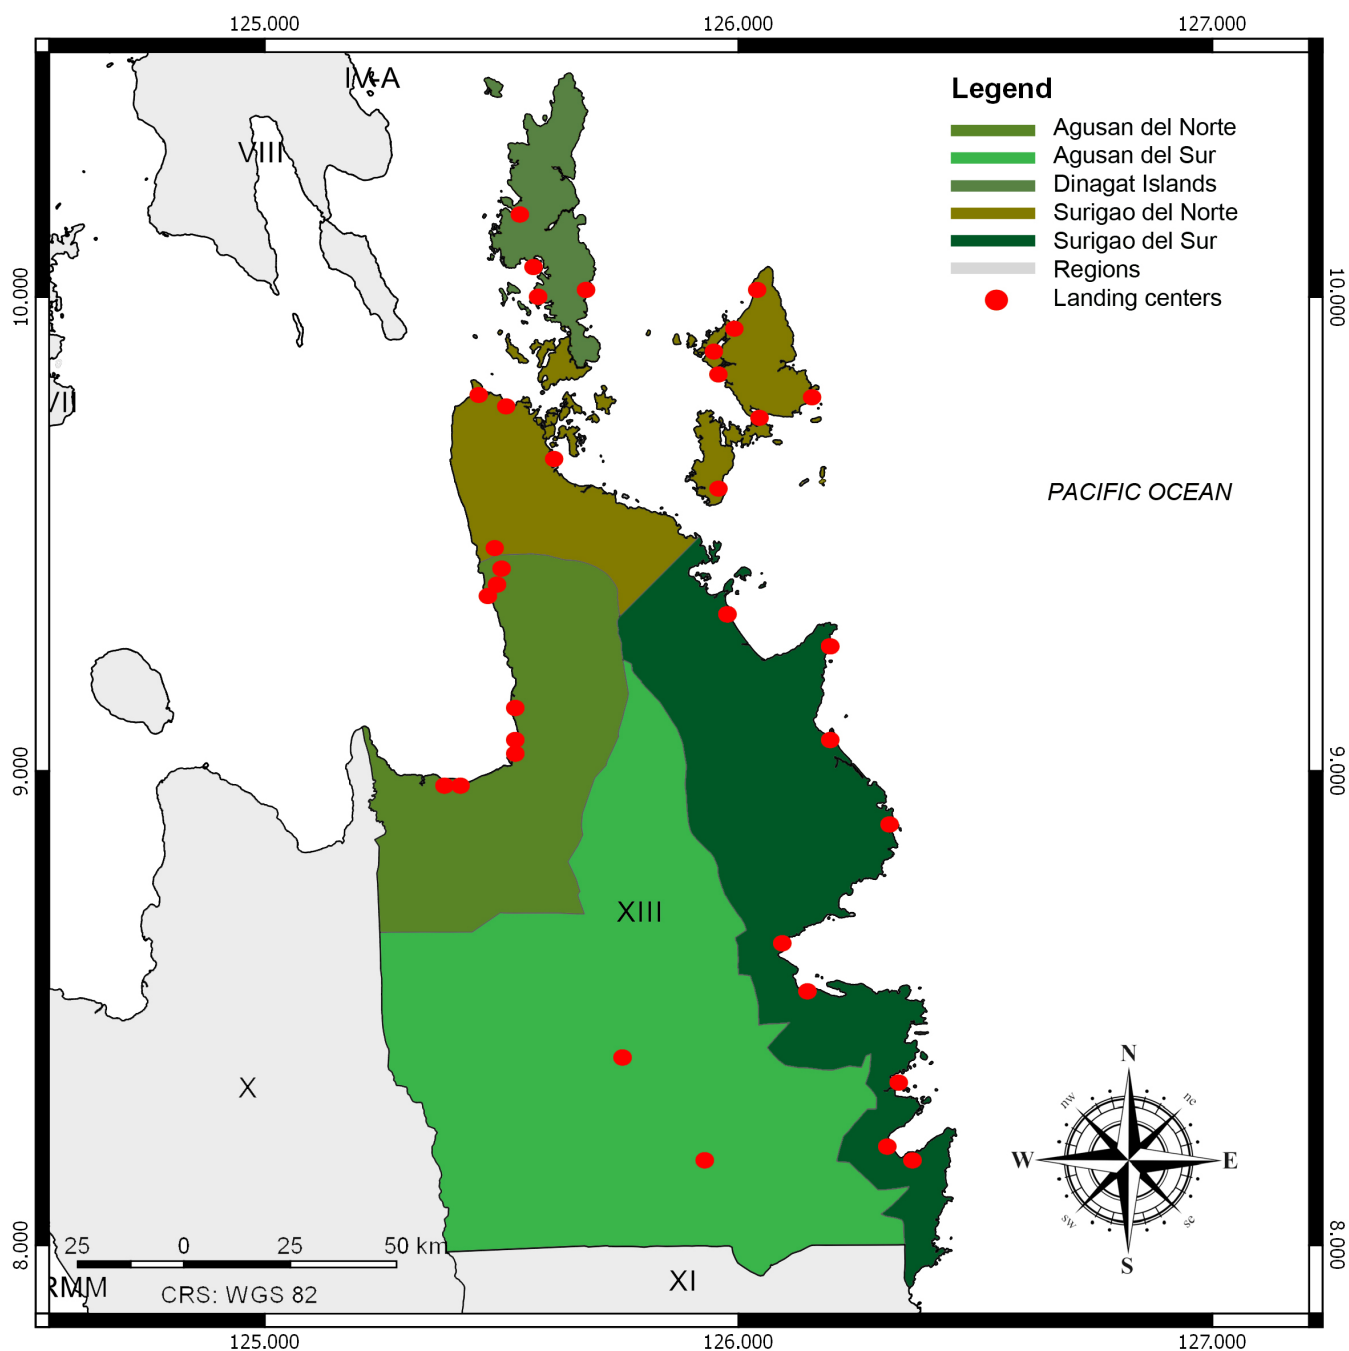 125.000 126.000 127.000
IV-A
VIII
Legend
Agusan del Norte
Agusan del Sur
Dinagat Islands
Surigao del Norte
Surigao del Sur
Regions
Landing centers
10.000
10.000
VII
PACIFIC OCEAN
9.000
9.000
XIII
X
N
nw
ne
W
E
sw
se
S
8.000
8.000
25 0 25 50 km
XI
RMM
CRS: WGS 82
125.000 126.000 127.000